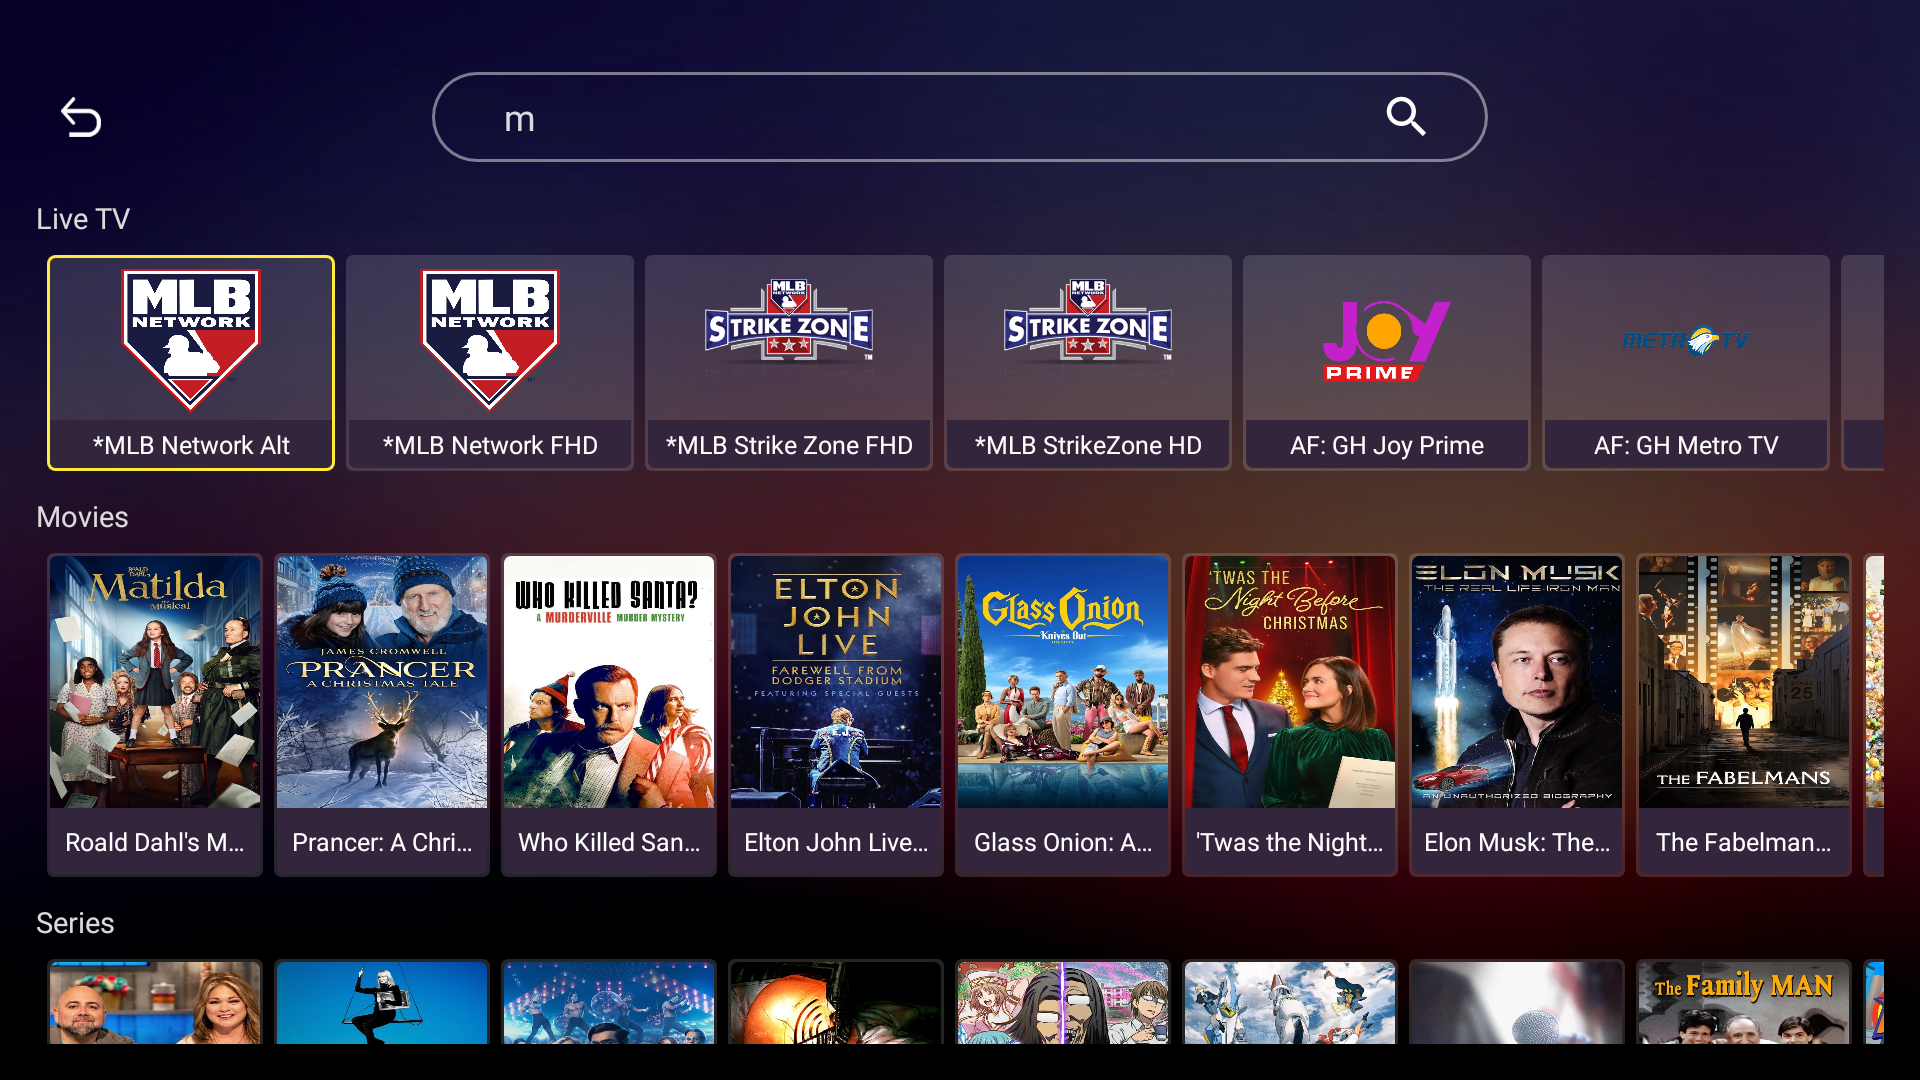 m
Live TV
MLB
NETWORK
MLB
NETWORK
MLB
NETWORK
STRIKE ZONE
TM
MLB
NETWORK
STRIKE ZONE
TM
JOY
PRIME
METRO TV
*MLB Network Alt
*MLB Network FHD
*MLB Strike Zone FHD
*MLB StrikeZone HD
AF: GH Joy Prime
AF: GH Metro TV
Movies
ROALD DAHL'S
Matilda
the Musical
JAMES CROMWELL
PRANCER
A CHRISTMAS TALE
WHO KILLED SANTA?
A MURDERVILLE MURDER MYSTERY
ELTON
JOHN
LIVE
FAREWELL FROM
DODGER STADIUM
FEATURING SPECIAL GUESTS
E.J.
Glass Onion
Knives Out
'TWAS THE
Night Before
CHRISTMAS
ELON MUSK
THE REAL LIFE IRON MAN
AN UNAUTHORIZED BIOGRAPHY
25
THE FABELMANS
Roald Dahl's M...
Prancer: A Chri...
Who Killed San...
Elton John Live...
Glass Onion: A...
'Twas the Night...
Elon Musk: The...
The Fabelman...
Series
The Family MAN